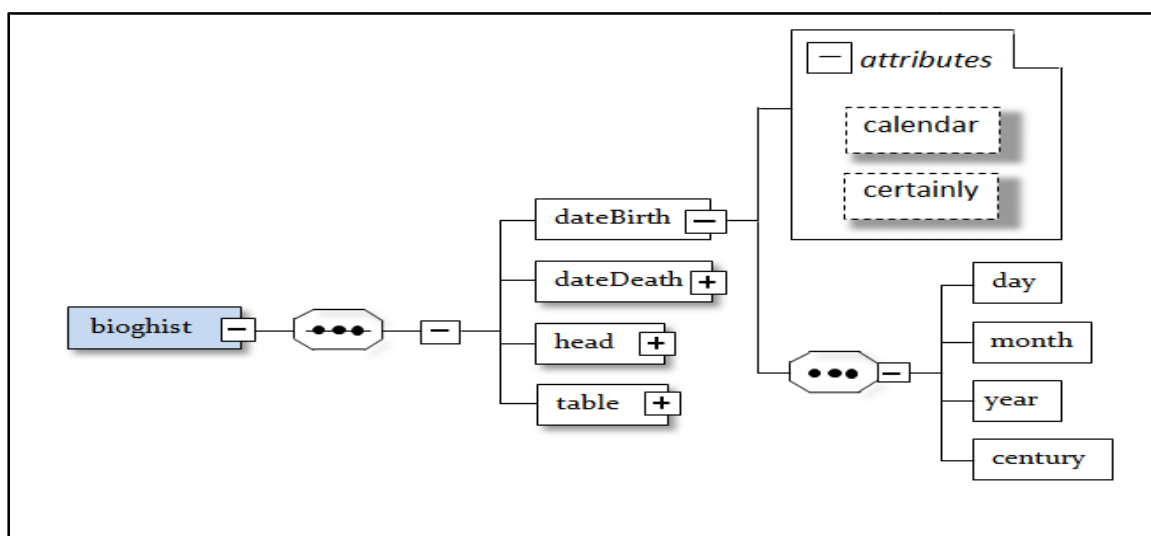 attributes
calendar
certainly
dateBirth
dateDeath
bioghist
head
table
day
month
year
century